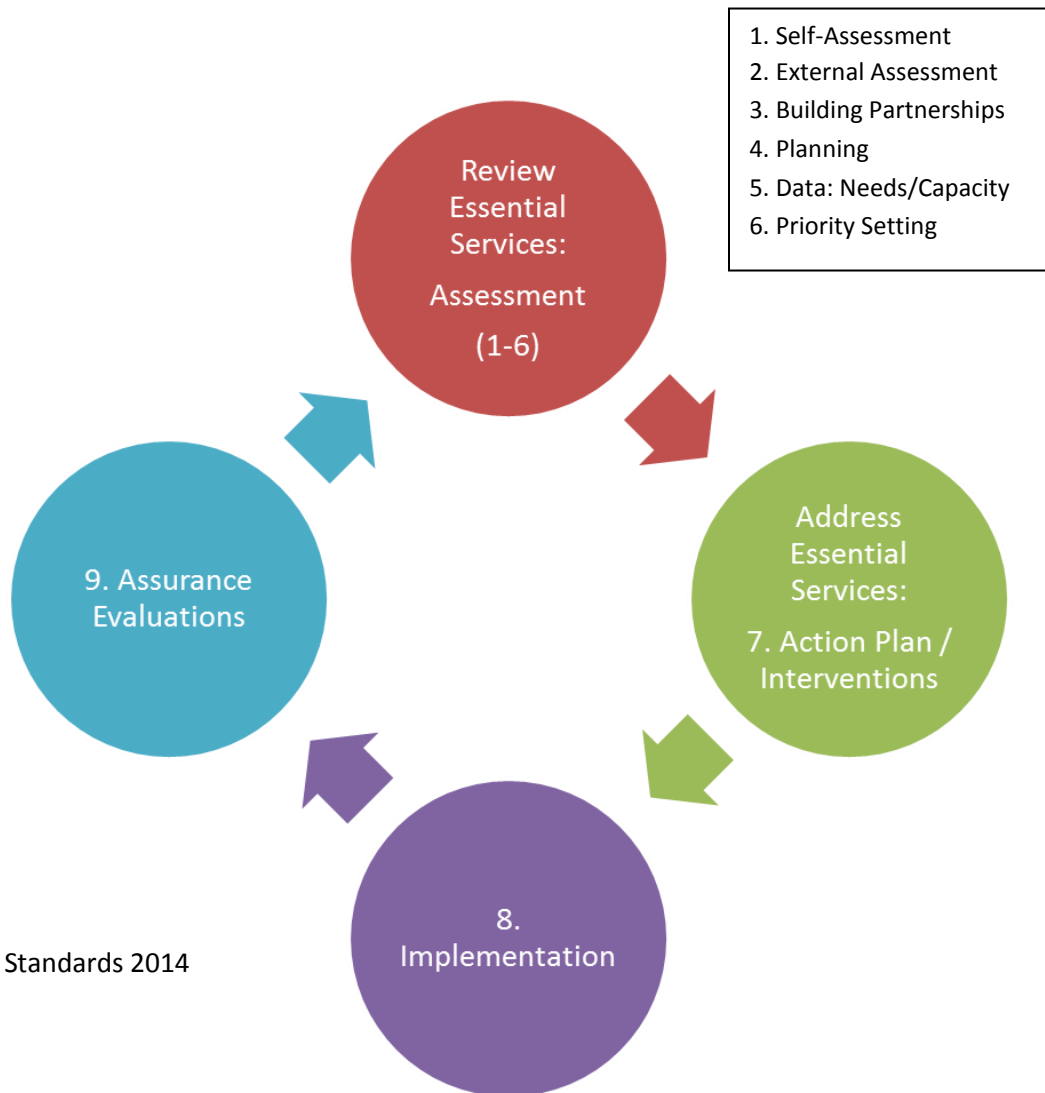 1. Self-Assessment
2. External Assessment
3. Building Partnerships
4. Planning
5. Data: Needs/Capacity
6. Priority Setting
Review
Essential
Services:
Assessment
(1-6)
Address
Essential
Services:
7. Action Plan /
Interventions
8.
Implementation
9. Assurance
Evaluations
Standards 2014